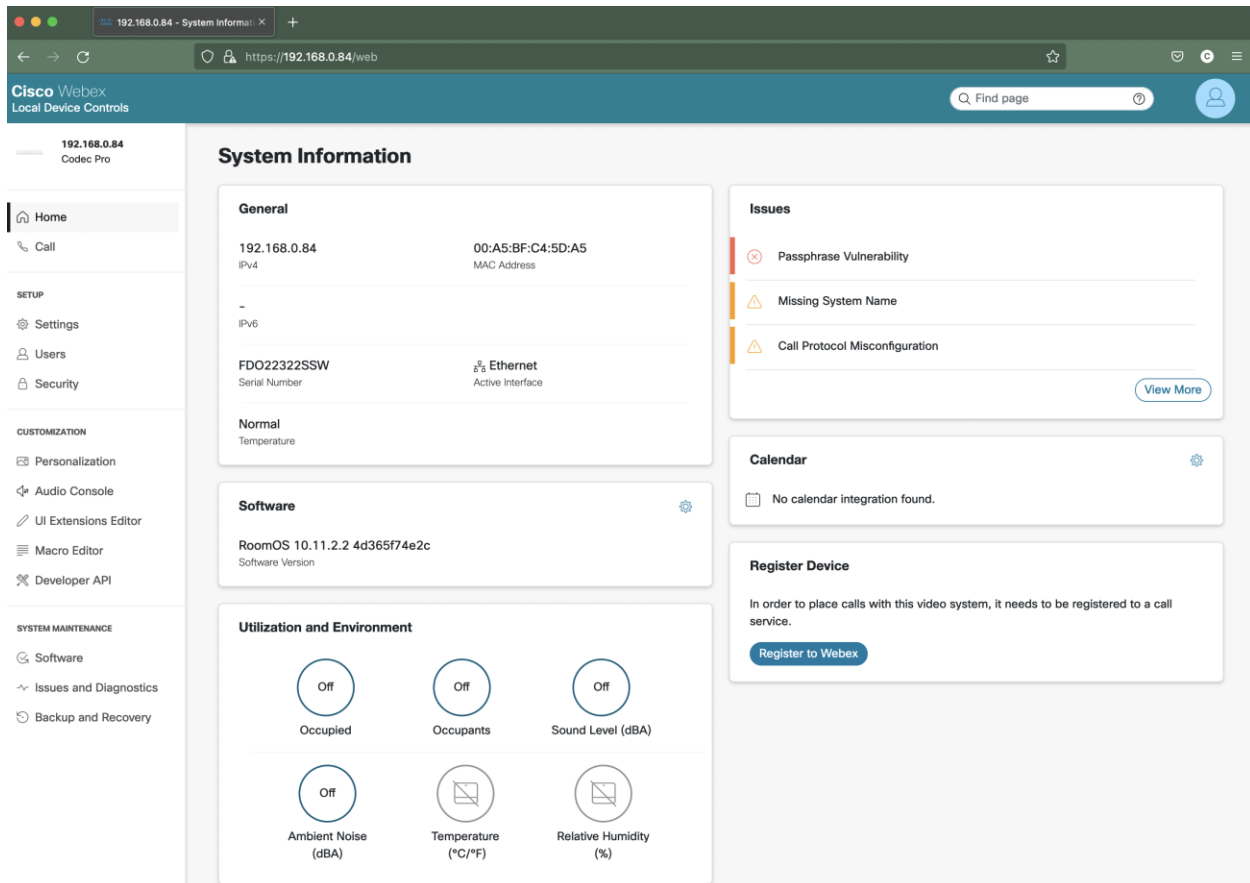 192.168.0.84 - System Informati
https://192.168.0.84/web
Cisco Webex
Local Device Controls
Find page
192.168.0.84
Codec Pro
Home
Call
SETUP
Settings
Users
Security
CUSTOMIZATION
Personalization
Audio Console
UI Extensions Editor
Macro Editor
Developer API
SYSTEM MAINTENANCE
Software
Issues and Diagnostics
Backup and Recovery
System Information
General
192.168.0.84
IPv4
00:A5:BF:C4:5D:A5
MAC Address
-
IPv6
FDO22322SSW
Serial Number
Ethernet
Active Interface
Normal
Temperature
Software
RoomOS 10.11.2.2 4d365f74e2c
Software Version
Utilization and Environment
Off
Occupied
Off
Occupants
Off
Sound Level (dBA)
Off
Ambient Noise
(dBA)
Temperature
(°C/°F)
Relative Humidity
(%)
Issues
Passphrase Vulnerability
Missing System Name
Call Protocol Misconfiguration
View More
Calendar
No calendar integration found.
Register Device
In order to place calls with this video system, it needs to be registered to a call
service.
Register to Webex